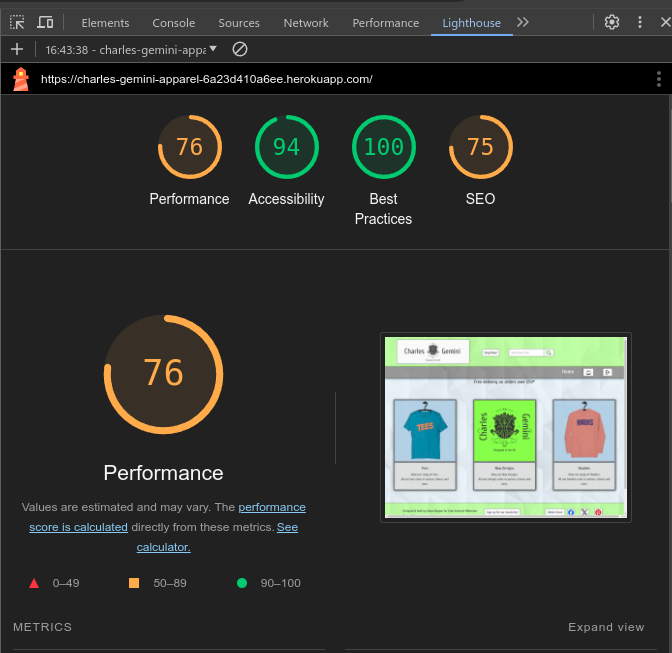 Elements Console Sources Network Performance Lighthouse
16:43:38 - charles-gemini-appa
https://charles-gemini-apparel-6a23d410a6ee.herokuapp.com/
76 94 100 75
Performance Accessibility Best Practices SEO
76
Performance
Values are estimated and may vary. The performance
score is calculated directly from these metrics. See
calculator.
0–49 50–89 90–100
Charles Gemini
Home
Free delivery on orders over £50*
TEES
Charles Gemini
METRICS Expand view